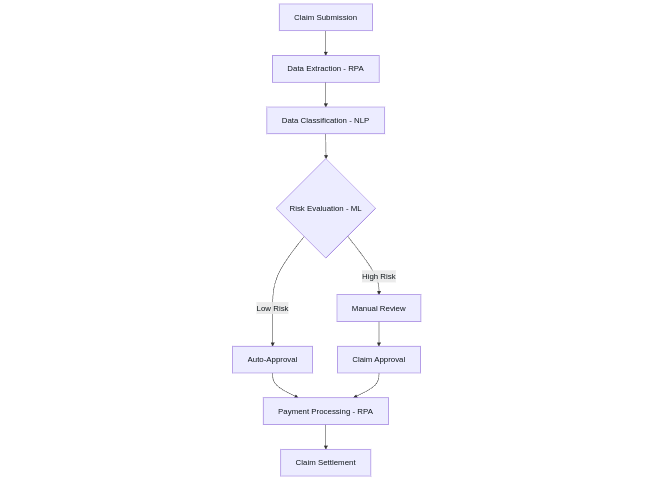 Claim Submission
Data Extraction - RPA
Data Classification - NLP
Risk Evaluation - ML
High Risk
Low Risk
Manual Review
Auto-Approval
Claim Approval
Payment Processing - RPA
Claim Settlement